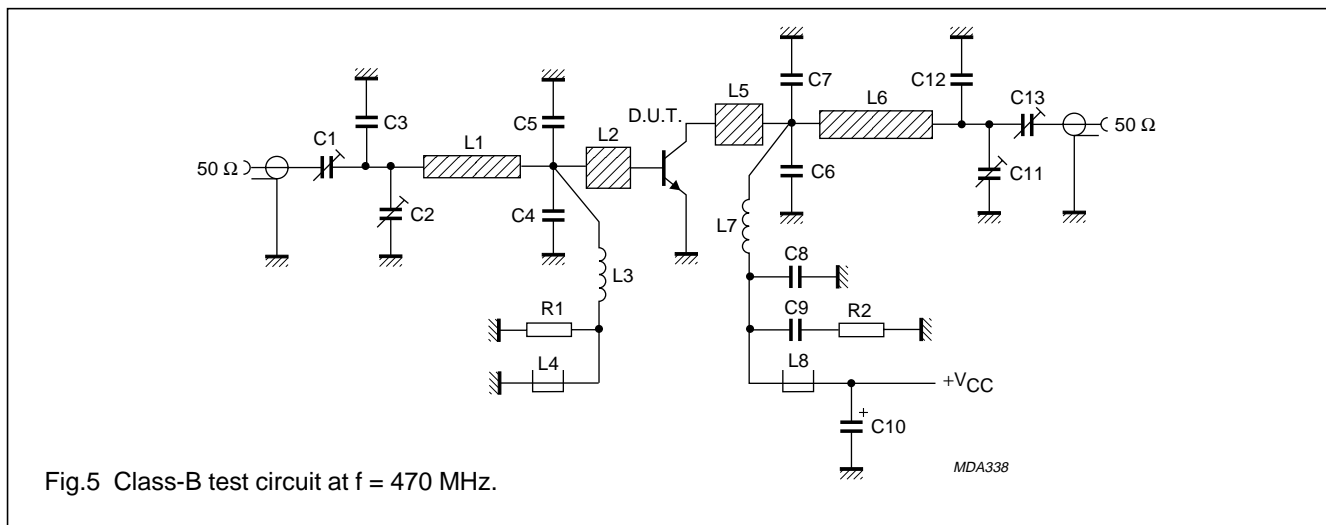 C7
C12
L5
L6
C13
D.U.T.
50 Ω
C3
C5
C1
L1
L2
50 Ω
C6
C11
C2
C4
L7
L3
C8
R1
C9
R2
L4
L8
+VCC
+
C10
MDA338
Fig.5 Class-B test circuit at f = 470 MHz.